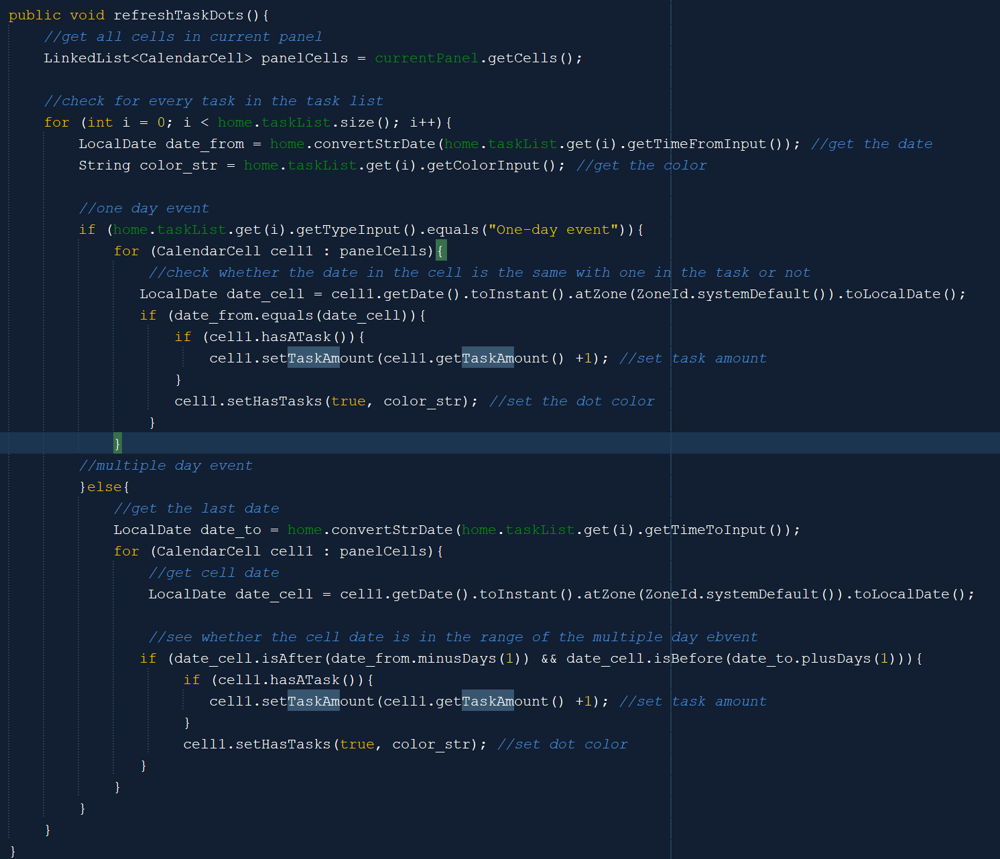 public void refreshTaskDots(){
//get all cells in current panel
LinkedList<CalendarCell> panelCells = currentPanel.getCells();
//check for every task in the task list
for (int i = 0; i < home.taskList.size(); i++){
LocalDate date_from = home.convertStrDate(home.taskList.get(i).getTimeFromInput()); //get the date
String color_str = home.taskList.get(i).getColorInput(); //get the color
//one day event
if (home.taskList.get(i).getTypeInput().equals("One-day event")){
for (CalendarCell cell1 : panelCells){
//check whether the date in the cell is the same with one in the task or not
LocalDate date_cell = cell1.getDate().toInstant().atZone(ZoneId.systemDefault()).toLocalDate();
if (date_from.equals(date_cell)){
if (cell1.hasATask()){
cell1.setTaskAmount(cell1.getTaskAmount() +1); //set task amount
}
cell1.setHasTasks(true, color_str); //set the dot color
}
}
//multiple day event
}else{
//get the last date
LocalDate date_to = home.convertStrDate(home.taskList.get(i).getTimeToInput());
for (CalendarCell cell1 : panelCells){
//get cell date
LocalDate date_cell = cell1.getDate().toInstant().atZone(ZoneId.systemDefault()).toLocalDate();
//see whether the cell date is in the range of the multiple day ebvent
if (date_cell.isAfter(date_from.minusDays(1)) && date_cell.isBefore(date_to.plusDays(1))){
if (cell1.hasATask()){
cell1.setTaskAmount(cell1.getTaskAmount() +1); //set task amount
}
cell1.setHasTasks(true, color_str); //set dot color
}
}
}
}
}